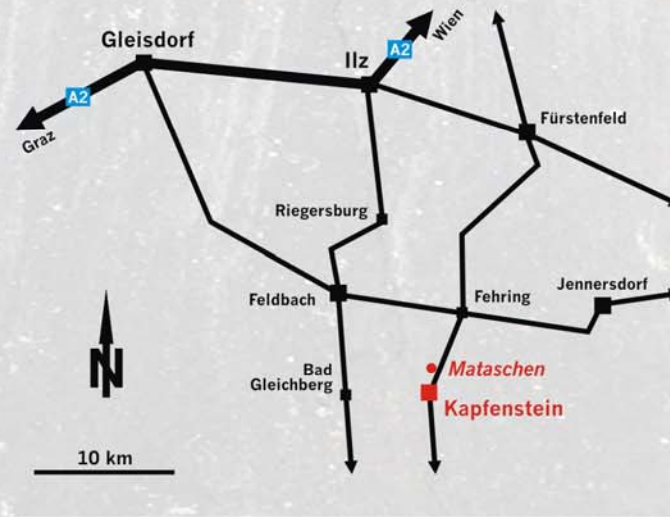 Wien
Gleisdorf
Ilz
A2
A2
Graz
Fürstenfeld
Riegersburg
Jennersdorf
Feldbach
Fehring
Bad
Gleichberg
Mataschen
Kapfenstein
N
10 km